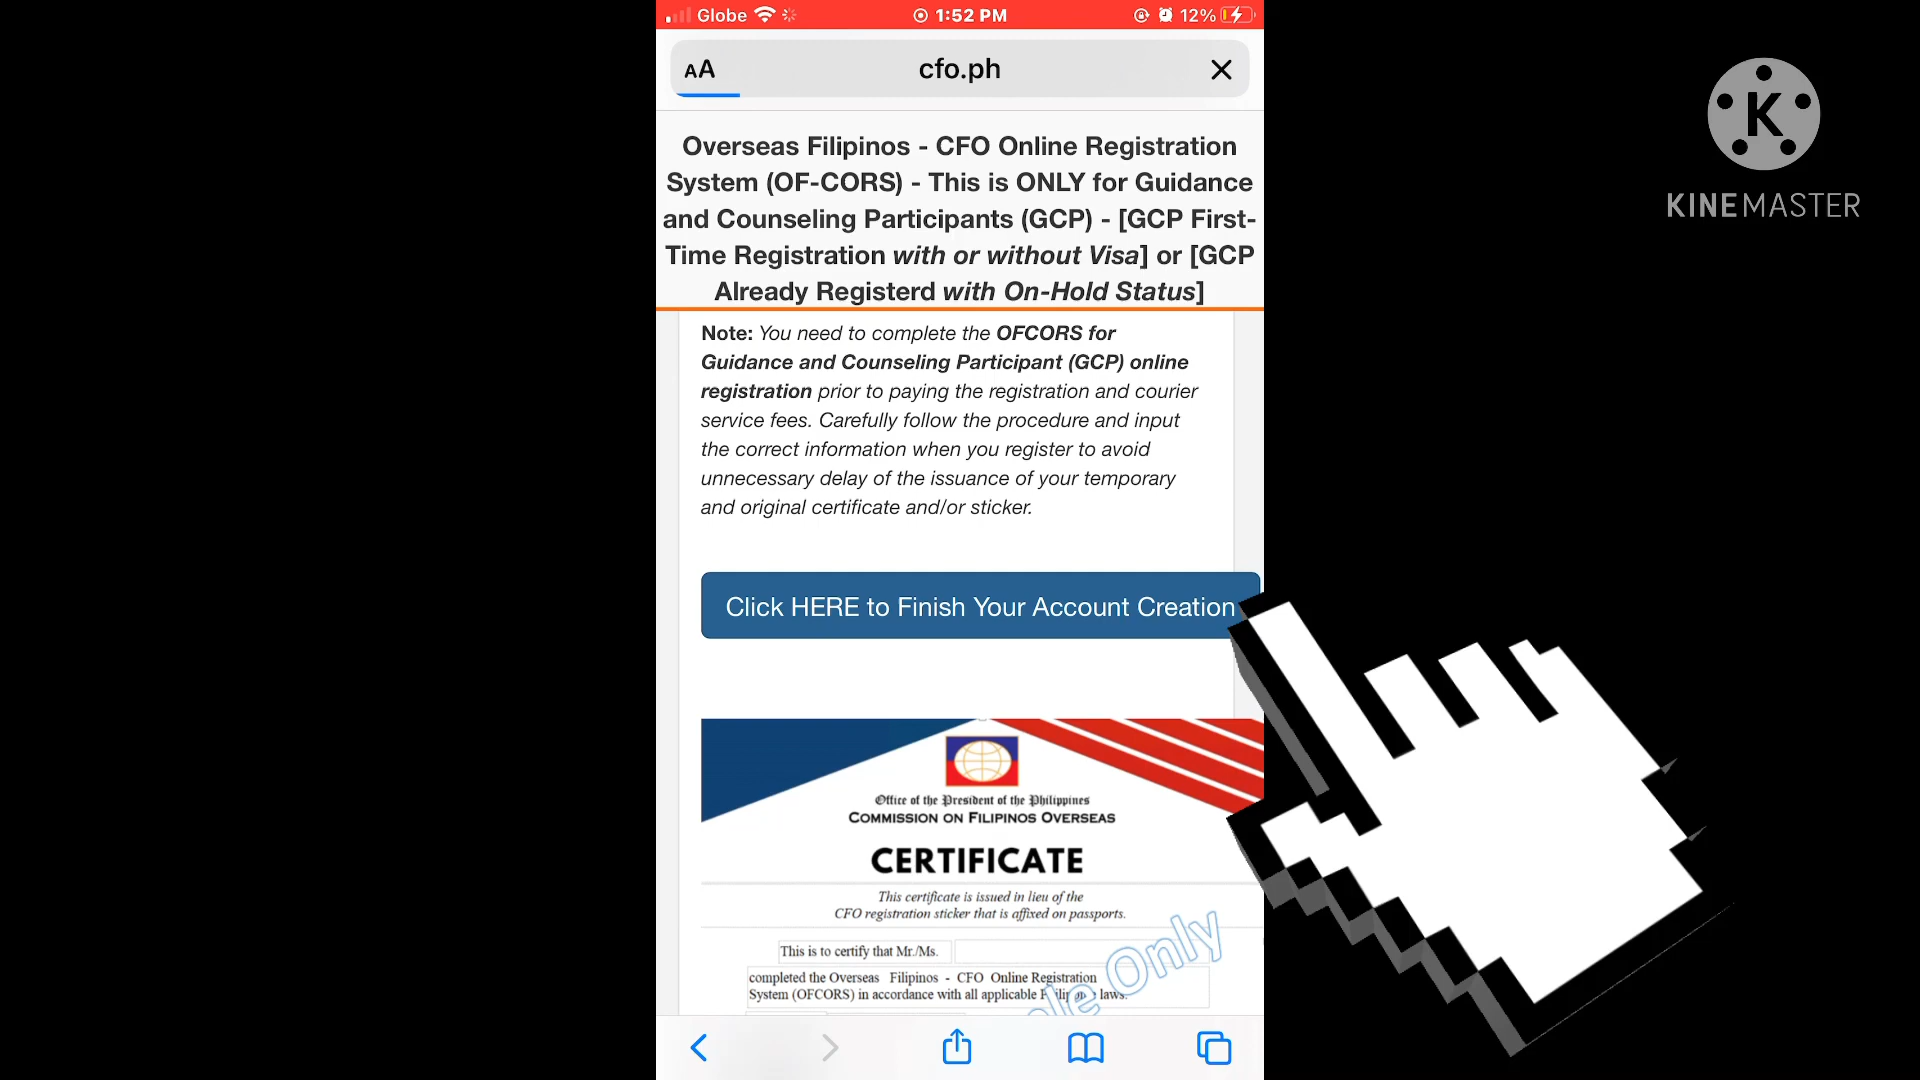 Globe
1:52 PM
12%
AA
cfo.ph
KINEMASTER
Overseas Filipinos - CFO Online Registration
System (OF-CORS) - This is ONLY for Guidance
and Counseling Participants (GCP) - [GCP First-
Time Registration with or without Visa] or [GCP
Already Registerd with On-Hold Status]
Note: You need to complete the OFCORS for
Guidance and Counseling Participant (GCP) online
registration prior to paying the registration and courier
service fees. Carefully follow the procedure and input
the correct information when you register to avoid
unnecessary delay of the issuance of your temporary
and original certificate and/or sticker.
Click HERE to Finish Your Account Creation
Office of the President of the Philippines
COMMISSION ON FILIPINOS OVERSEAS
CERTIFICATE
This certificate is issued in lieu of the
CFO registration sticker that is affixed on passports.
This is to certify that Mr./Ms.
completed the Overseas Filipinos - CFO Online Registration
System (OFCORS) in accordance with all applicable Philippine laws.
Only